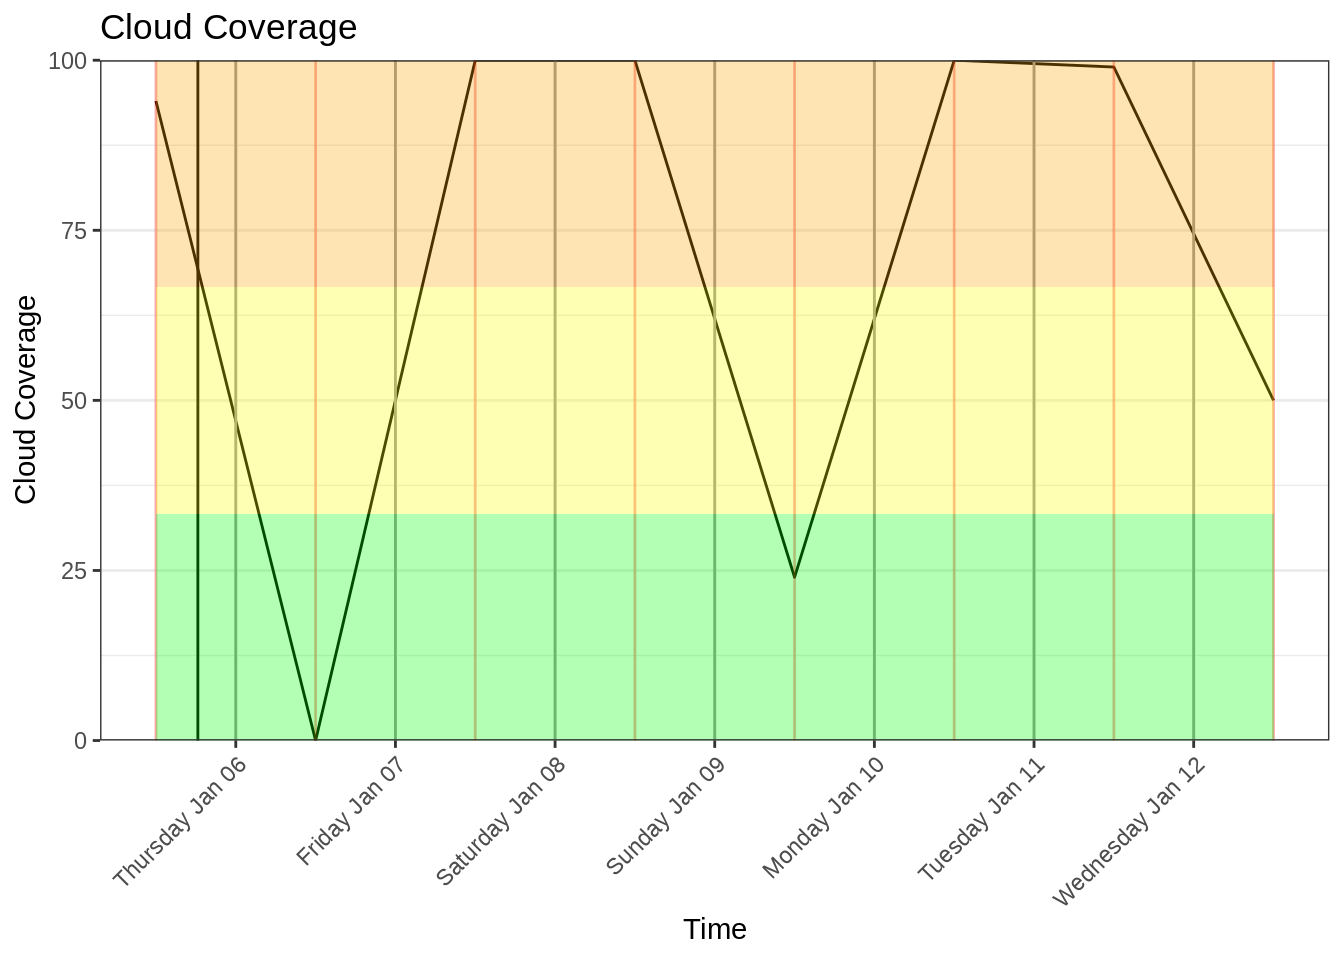 Cloud Coverage
Cloud Coverage
100
75
50
25
0
Thursday Jan 06
Friday Jan 07
Saturday Jan 08
Sunday Jan 09
Monday Jan 10
Tuesday Jan 11
Wednesday Jan 12
Time